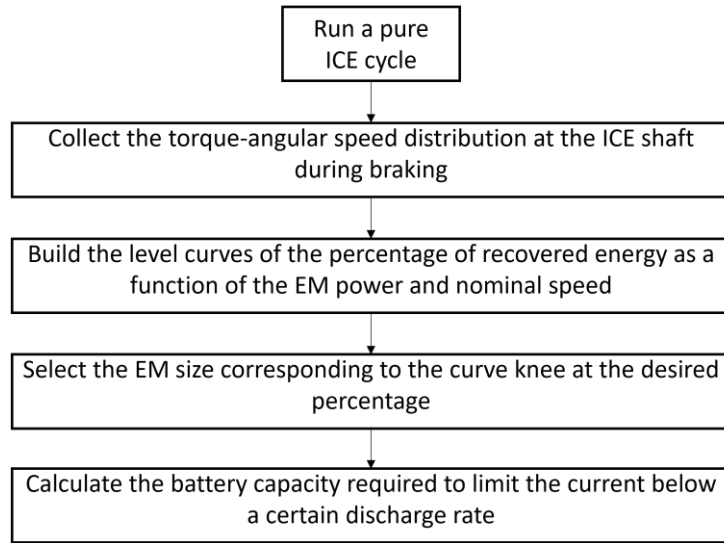 Run a pure
ICE cycle
Collect the torque-angular speed distribution at the ICE shaft
during braking
Build the level curves of the percentage of recovered energy as a
function of the EM power and nominal speed
Select the EM size corresponding to the curve knee at the desired
percentage
Calculate the battery capacity required to limit the current below
a certain discharge rate